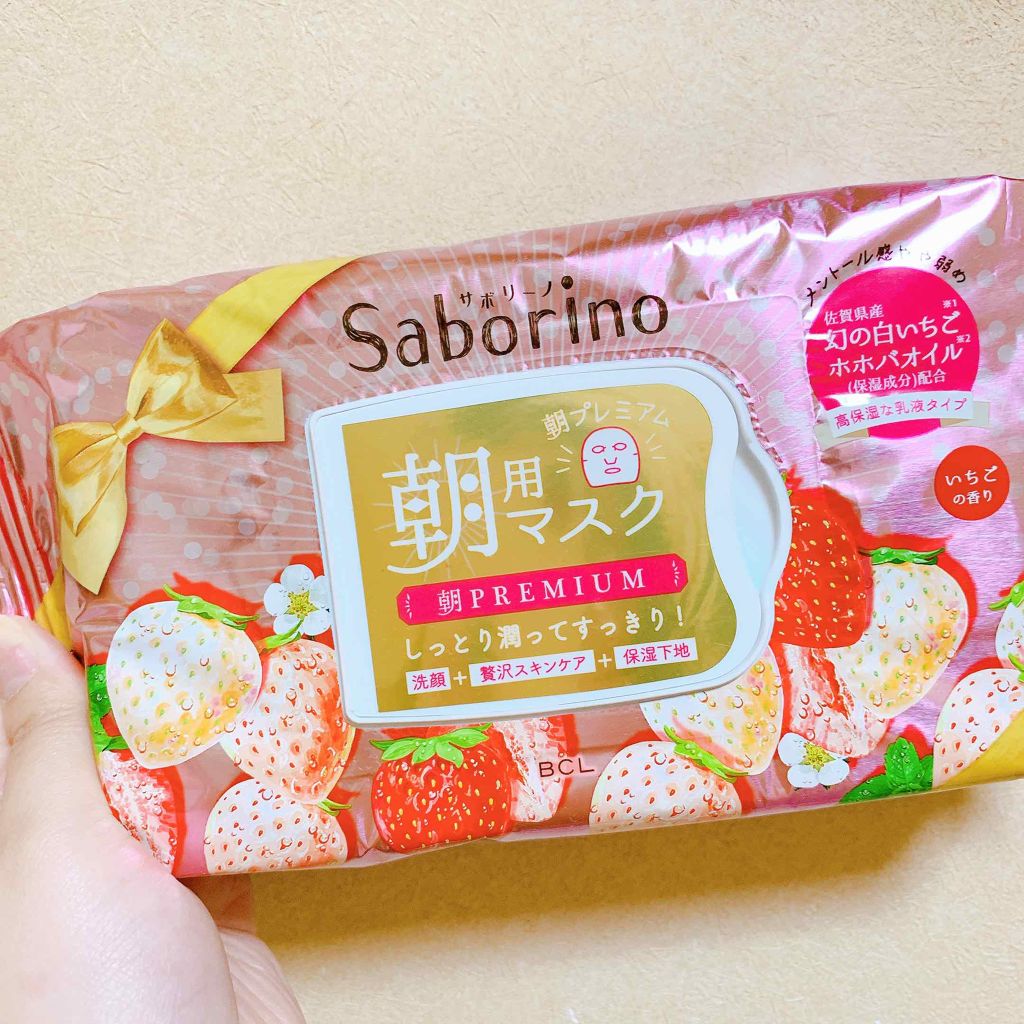 サボリーノ
Saborino
朝プレミアム
朝用マスク
朝PREMIUM
しっとり潤ってすっきり！
洗顔+贅沢スキンケア+保湿下地
BCL
メントール感やや弱め
佐賀県産
幻の白いちご※1
ホホバオイル※2
(保湿成分)配合
高保湿な乳液タイプ
いちご
の香り